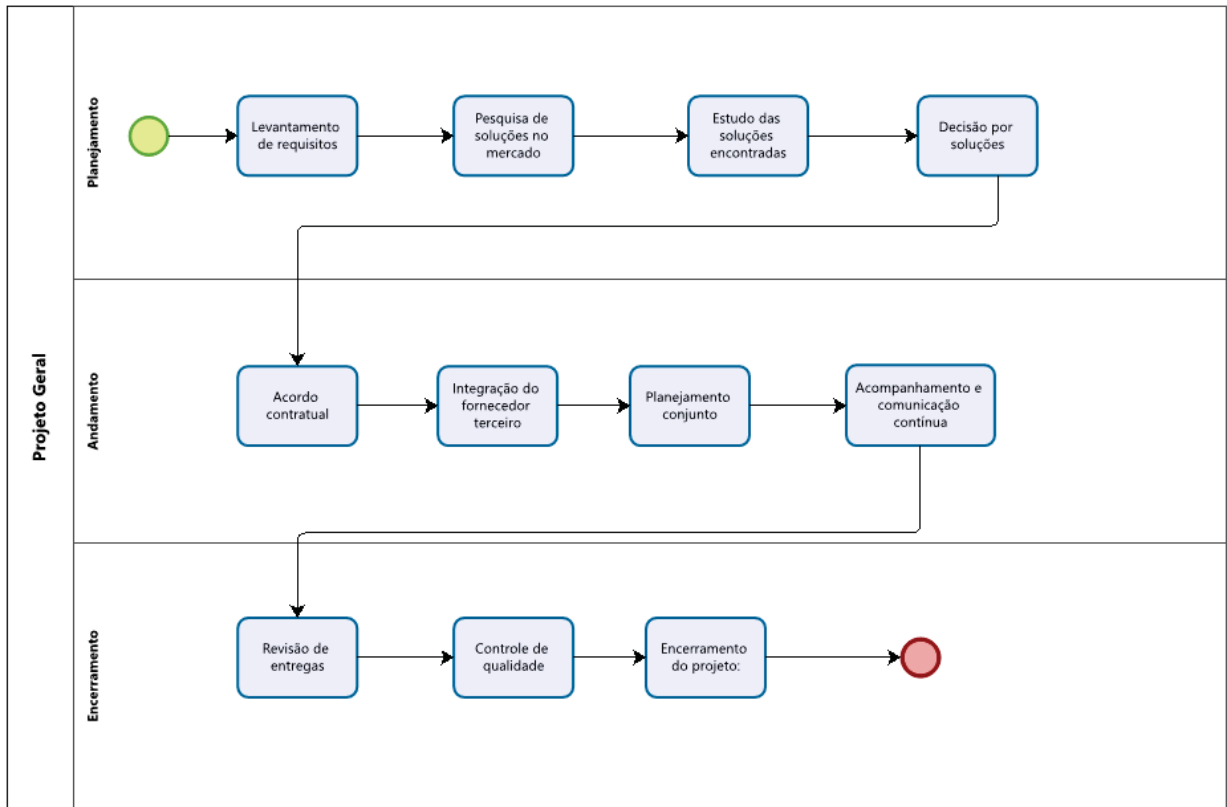 Projeto Geral
Planejamento
Levantamento
de requisitos
Pesquisa de
soluções no
mercado
Estudo das
soluções
encontradas
Decisão por
soluções
Andamento
Acordo
contratual
Integração do
fornecedor
terceiro
Planejamento
conjunto
Acompanhamento e
comunicação
contínua
Encerramento
Revisão de
entregas
Controle de
qualidade
Encerramento
do projeto: